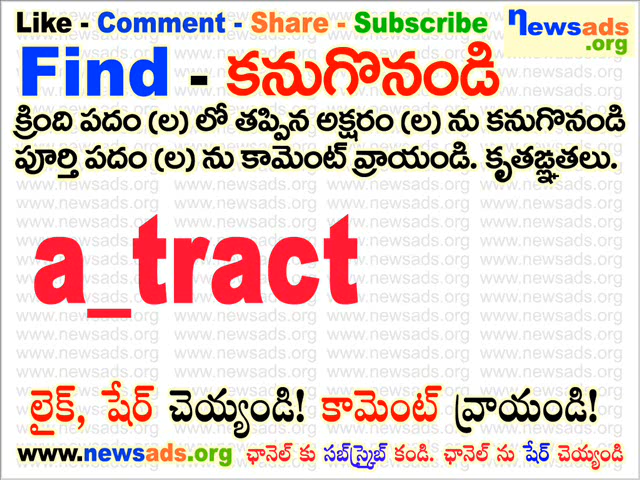 Like - Comment - Share - Subscribe
newsads
.org
Find - కనుగొనండి
క్రింది పదం (ల) లో తప్పిన అక్షరం (ల) ను కనుగొనండి
పూర్తి పదం (ల) ను కామెంట్ వ్రాయండి. కృతజ్ఞతలు.
a_tract
లైక్, షేర్ చెయ్యండి! కామెంట్ వ్రాయండి!
www.newsads.org ఛానెల్ కు సబ్‌స్క్రైబ్ కండి. ఛానెల్ ను షేర్ చెయ్యండి